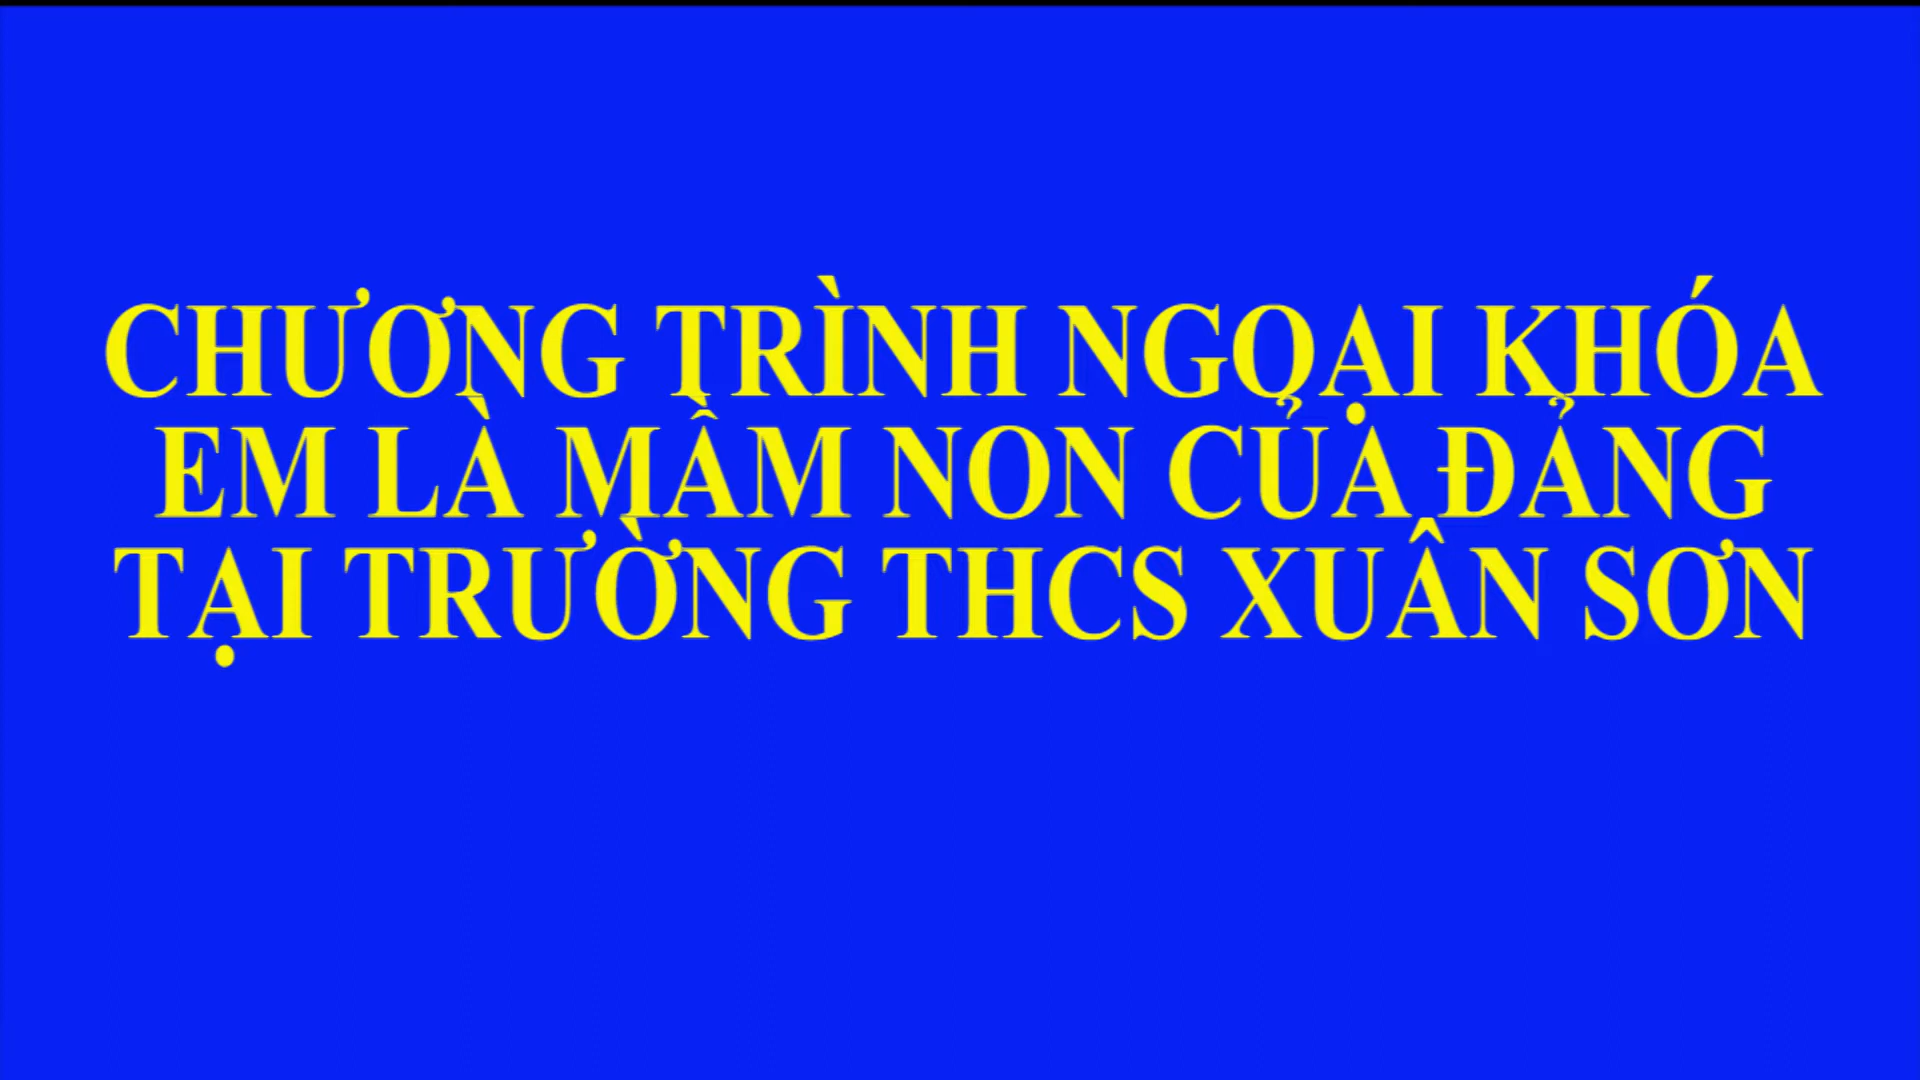 CHƯƠNG TRÌNH NGOẠI KHÓA
EM LÀ MẦM NON CỦA ĐẢNG
TẠI TRƯỜNG THCS XUÂN SƠN